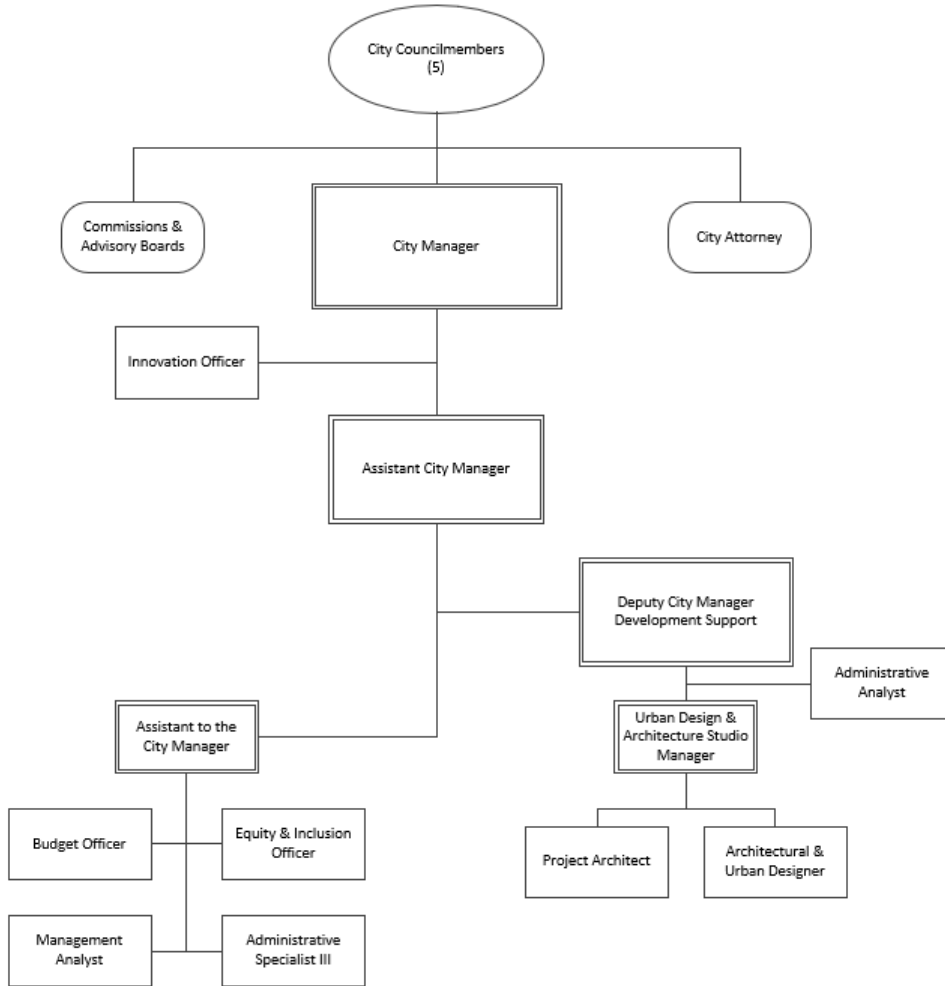 City Councilmembers
(5)
Commissions &
Advisory Boards
City Manager
City Attorney
Innovation Officer
Assistant City Manager
Deputy City Manager
Development Support
Administrative
Analyst
Assistant to the
City Manager
Urban Design &
Architecture Studio
Manager
Budget Officer
Equity & Inclusion
Officer
Project Architect
Architectural &
Urban Designer
Management
Analyst
Administrative
Specialist III